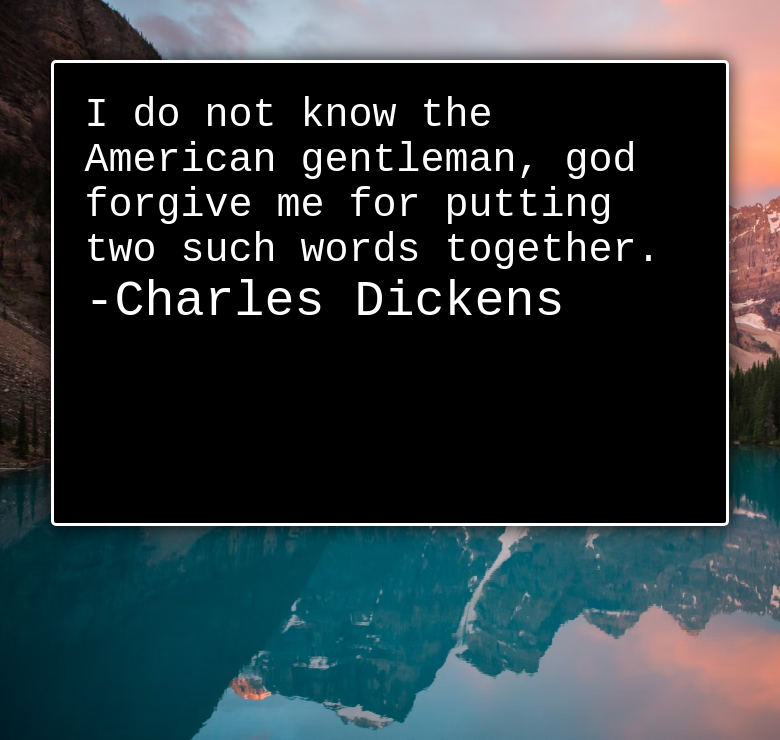 I do not know the
American gentleman, god
forgive me for putting
two such words together.
-Charles Dickens